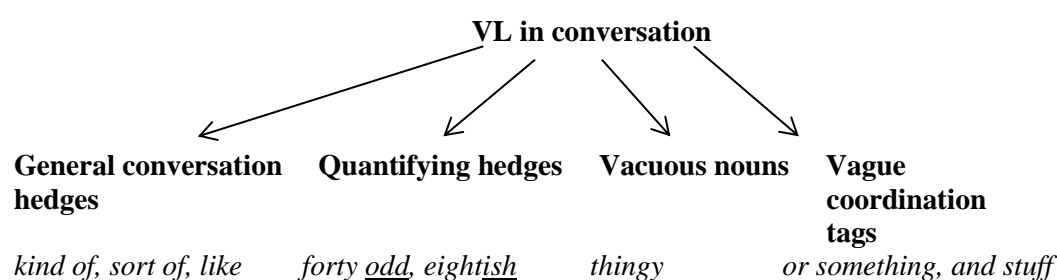 VL in conversation
General conversation hedges
Quantifying hedges
Vacuous nouns
Vague coordination tags
kind of, sort of, like
forty odd, eightish
thingy
or something, and stuff